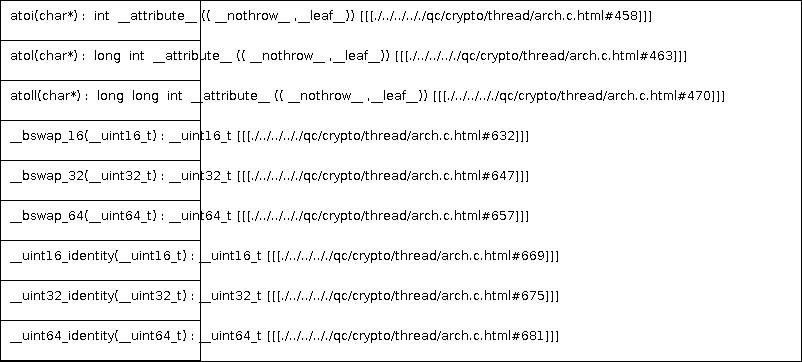 atoi(char*) : int __attribute__ (( __nothrow__ ,__leaf__)) [[[./../../../qc/crypto/thread/arch.c.html#458]]]
atol(char*) : long int __attribute__ (( __nothrow__ ,__leaf__)) [[[./../../../qc/crypto/thread/arch.c.html#463]]]
atoll(char*) : long long int __attribute__ (( __nothrow__ ,__leaf__)) [[[./../../../qc/crypto/thread/arch.c.html#470]]]
__bswap_16(__uint16_t) : __uint16_t [[[./../../../qc/crypto/thread/arch.c.html#632]]]
__bswap_32(__uint32_t) : __uint32_t [[[./../../../qc/crypto/thread/arch.c.html#647]]]
__bswap_64(__uint64_t) : __uint64_t [[[./../../../qc/crypto/thread/arch.c.html#657]]]
__uint16_identity(__uint16_t) : __uint16_t [[[./../../../qc/crypto/thread/arch.c.html#669]]]
__uint32_identity(__uint32_t) : __uint32_t [[[./../../../qc/crypto/thread/arch.c.html#675]]]
__uint64_identity(__uint64_t) : __uint64_t [[[./../../../qc/crypto/thread/arch.c.html#681]]]